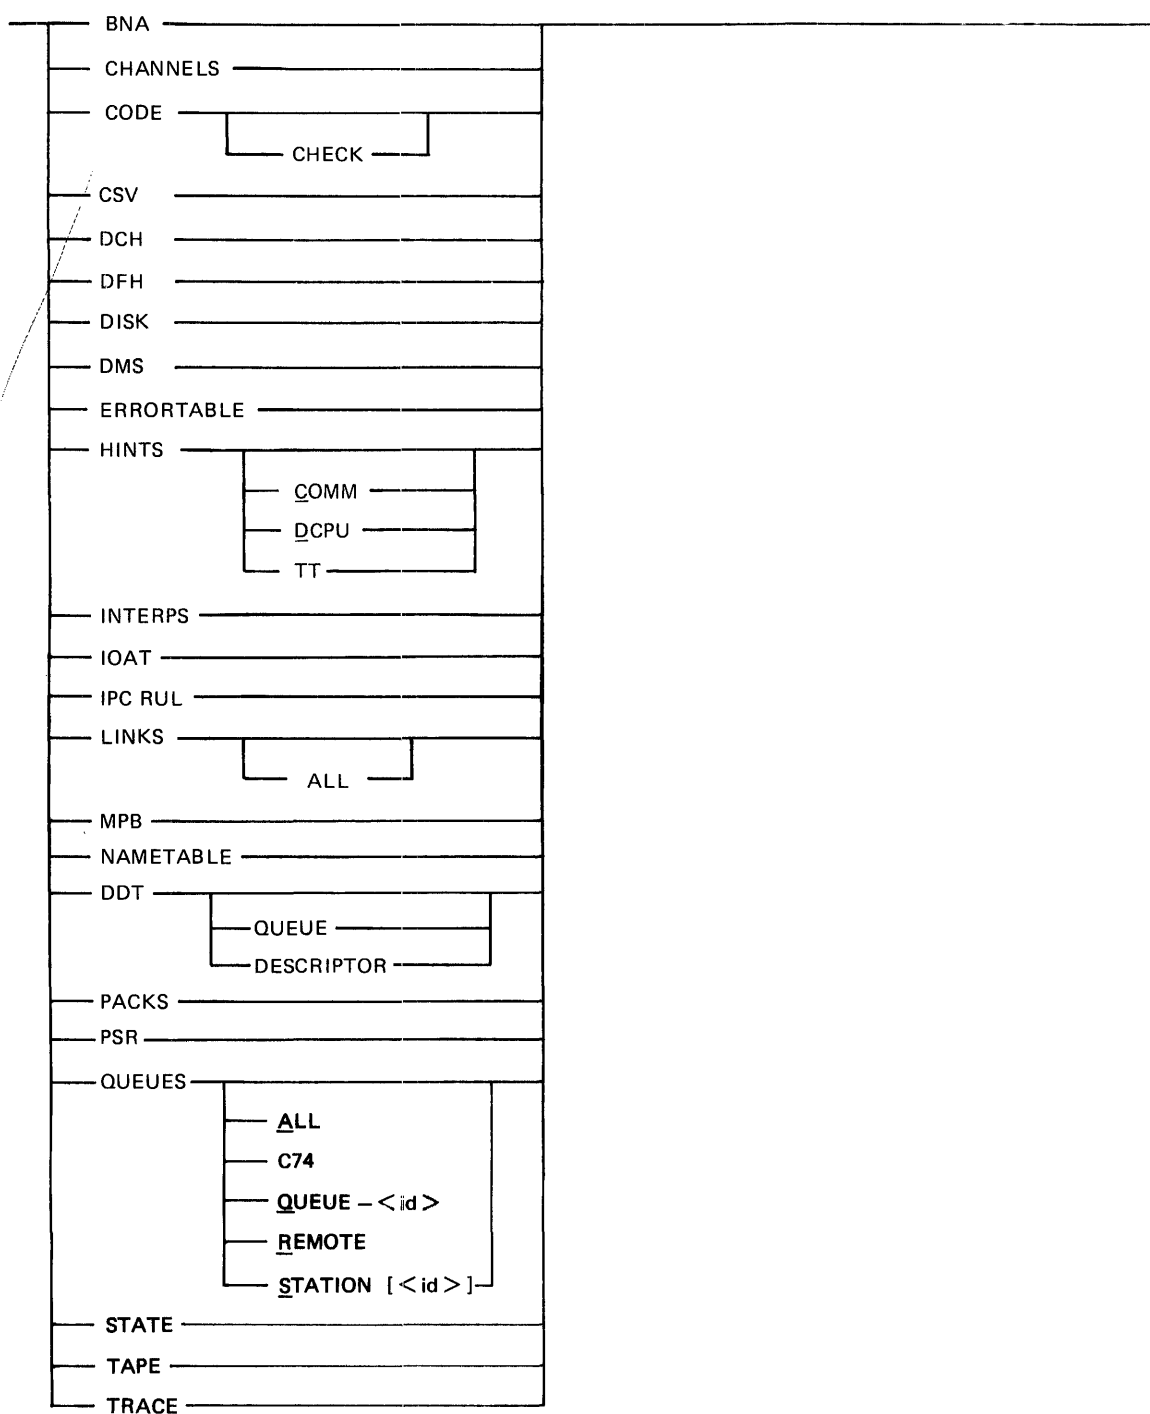 BNA
CHANNELS
CODE
CHECK
CSV
DCH
DFH
DISK
DMS
ERRORTABLE
HINTS
COMM
DCPU
TT
INTERPS
IOAT
IPC RUL
LINKS
ALL
MPB
NAMETABLE
DDT
QUEUE
DESCRIPTOR
PACKS
PSR
QUEUES
ALL
C74
QUEUE – <id>
REMOTE
STATION [<id>]
STATE
TAPE
TRACE